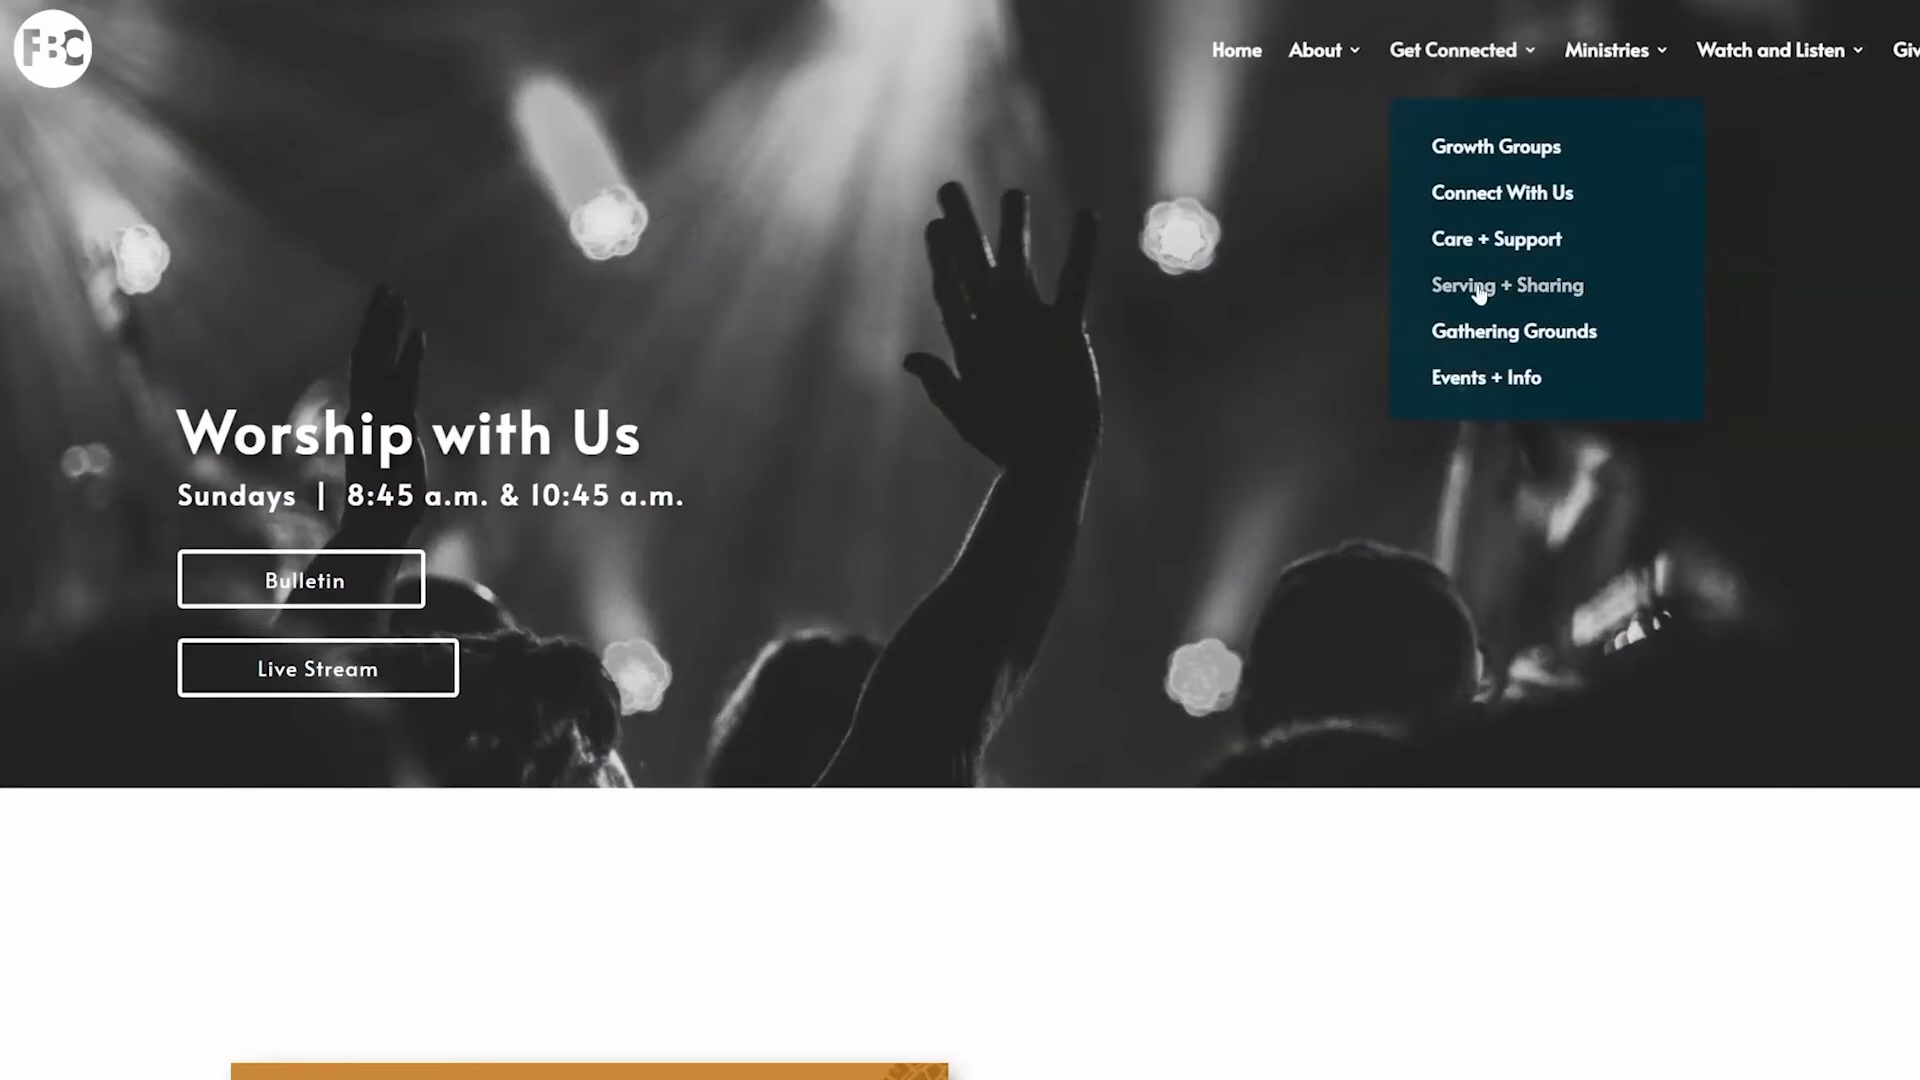 FBC
Home
About
Get Connected
Ministries
Watch and Listen
Growth Groups
Connect With Us
Care + Support
Serving + Sharing
Gathering Grounds
Events + Info
Worship with Us
Sundays | 8:45 a.m. & 10:45 a.m.
Bulletin
Live Stream